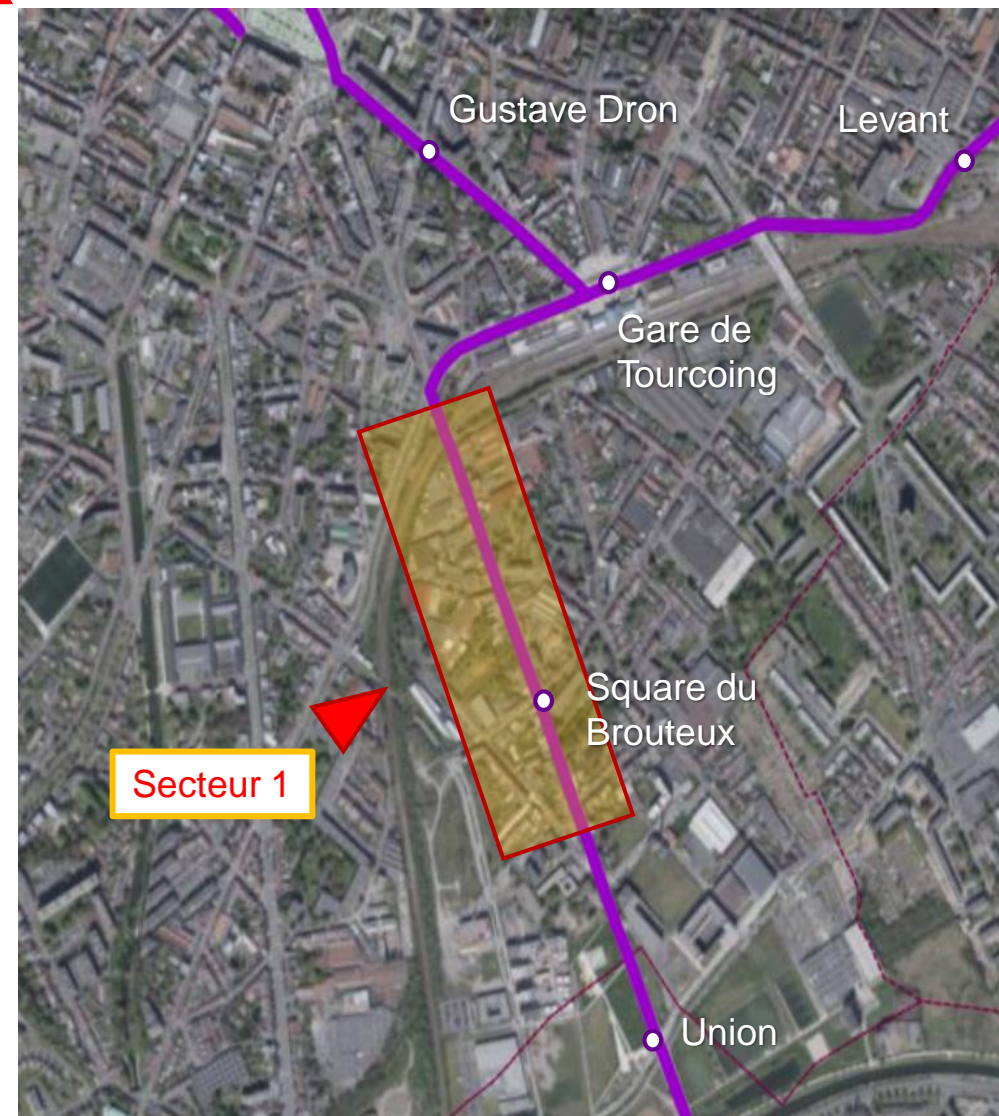 Gustave Dron
Levant
Gare de
Tourcoing
Square du
Brouteux
Secteur 1
Union